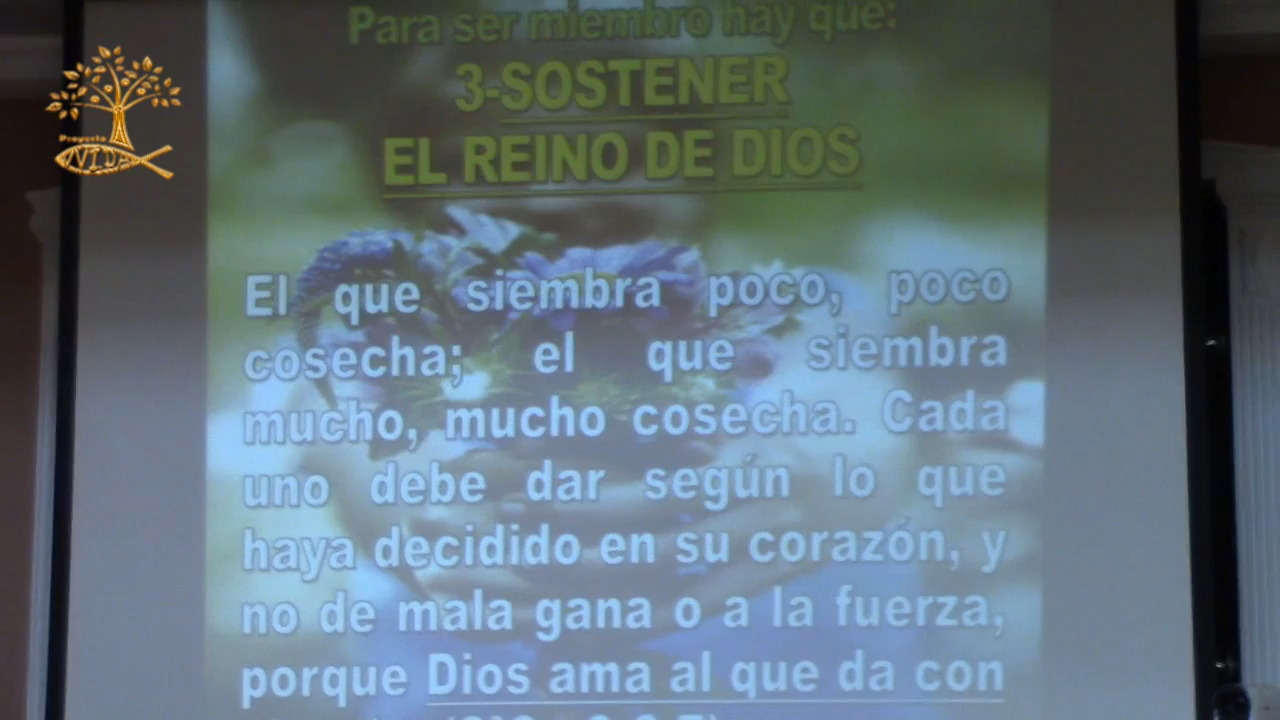 Para ser miembro hay que:
3-SOSTENER
EL REINO DE DIOS
Proyecto
VIDA
El que siembra poco, poco
cosecha; el que siembra
mucho, mucho cosecha. Cada
uno debe dar según lo que
haya decidido en su corazón, y
no de mala gana o a la fuerza,
porque Dios ama al que da con